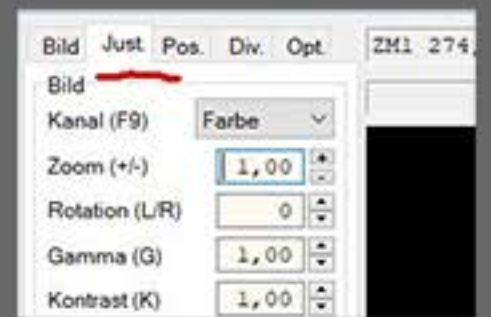 Bild Just. Pos. Div. Opt. ZM1 274,
Bild
Kanal (F9) Farbe
Zoom (+/-) 1,00
Rotation (L/R) 0
Gamma (G) 1,00
Kontrast (K) 1,00